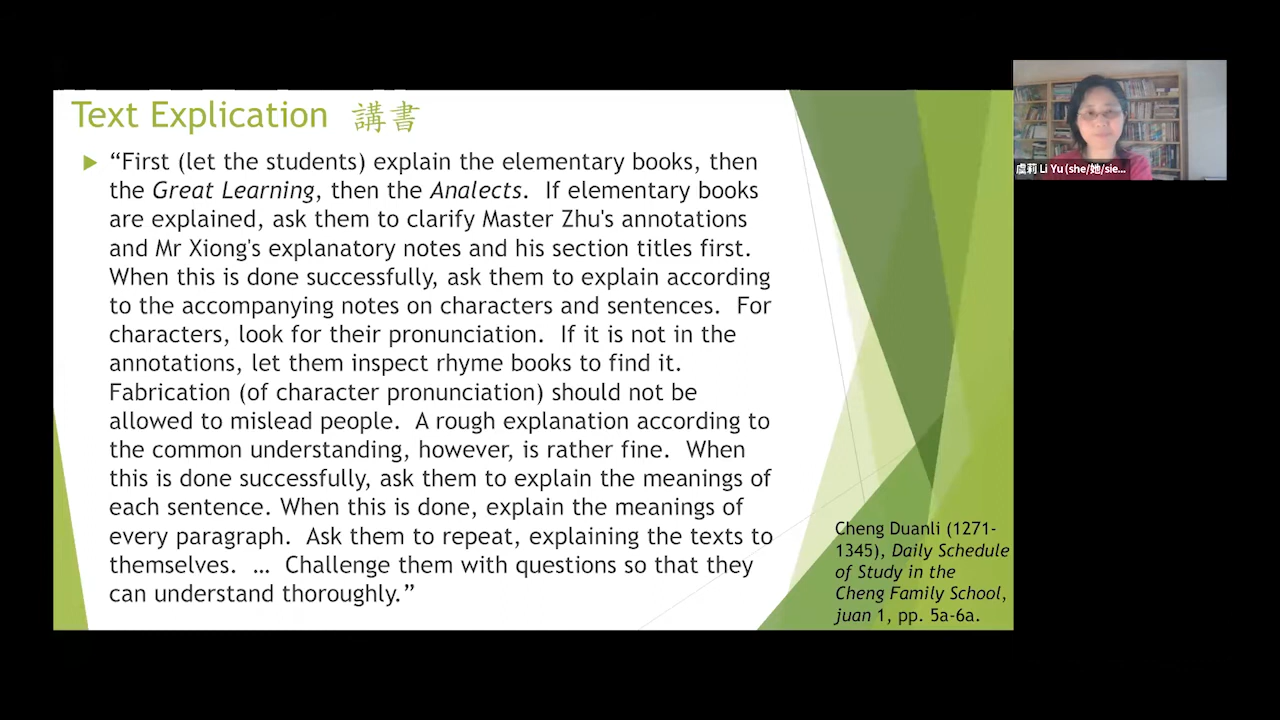 Text Explication 講書
“First (let the students) explain the elementary books, then
the Great Learning, then the Analects. If elementary books
are explained, ask them to clarify Master Zhu's annotations
and Mr Xiong's explanatory notes and his section titles first.
When this is done successfully, ask them to explain according
to the accompanying notes on characters and sentences. For
characters, look for their pronunciation. If it is not in the
annotations, let them inspect rhyme books to find it.
Fabrication (of character pronunciation) should not be
allowed to mislead people. A rough explanation according to
the common understanding, however, is rather fine. When
this is done successfully, ask them to explain the meanings of
each sentence. When this is done, explain the meanings of
every paragraph. Ask them to repeat, explaining the texts to
themselves. … Challenge them with questions so that they
can understand thoroughly.”
Cheng Duanli (1271-
1345), Daily Schedule
of Study in the
Cheng Family School,
juan 1, pp. 5a-6a.
虞莉 Li Yu (she/她/sie...